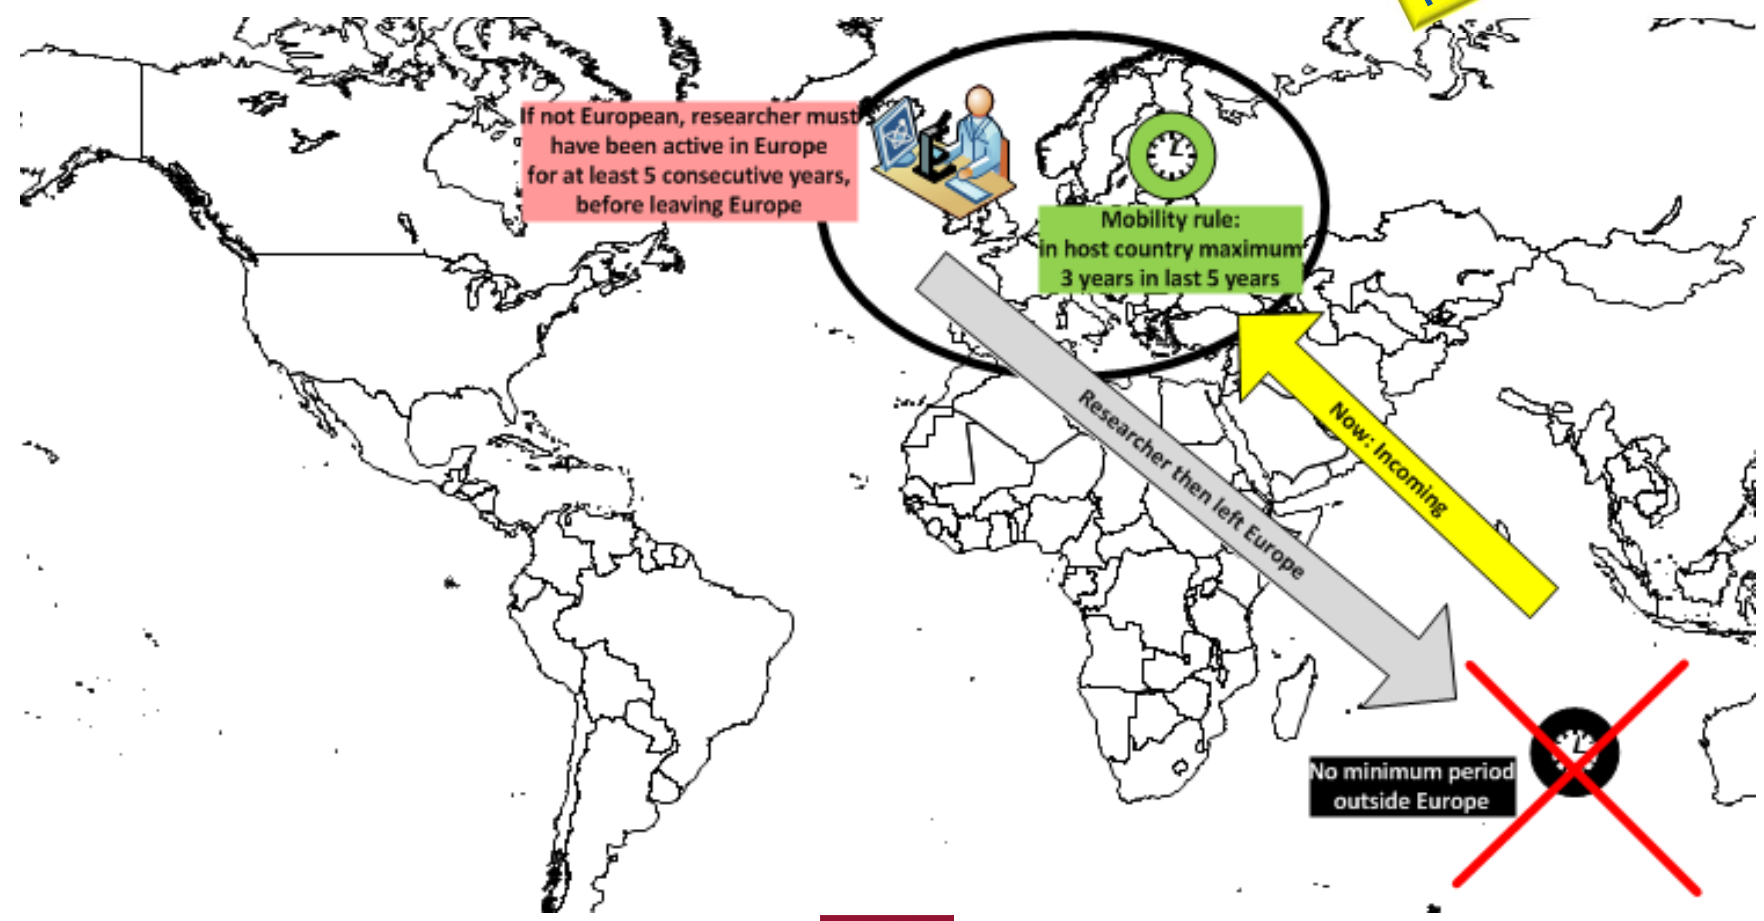 If not European, researcher must
have been active in Europe
for at least 5 consecutive years,
before leaving Europe
Mobility rule:
in host country maximum
3 years in last 5 years
Researcher then left Europe
Now: Incoming
No minimum period
outside Europe